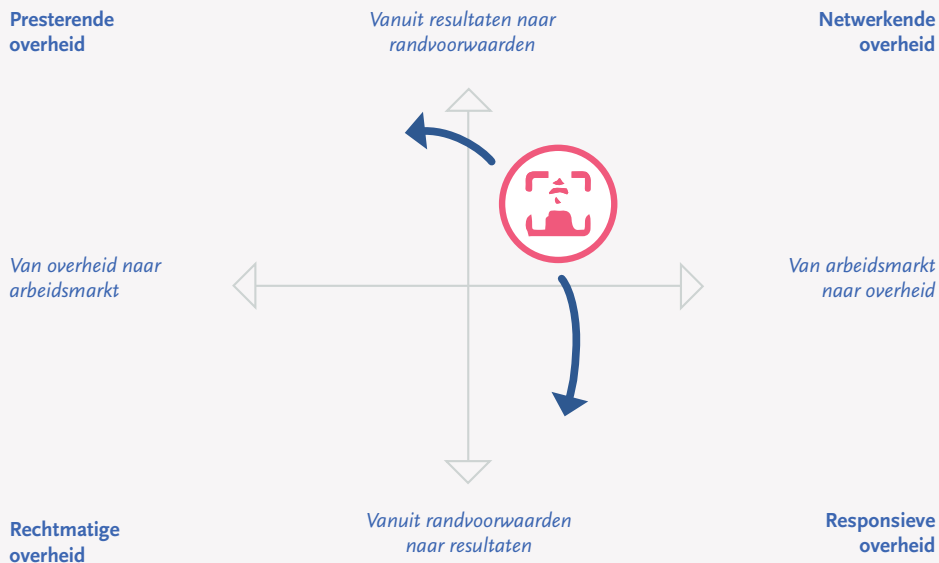 Presterende
overheid
Vanuit resultaten naar
randvoorwaarden
Netwerkende
overheid
Van overheid naar
arbeidsmarkt
Van arbeidsmarkt
naar overheid
Rechtmatige
overheid
Vanuit randvoorwaarden
naar resultaten
Responsieve
overheid